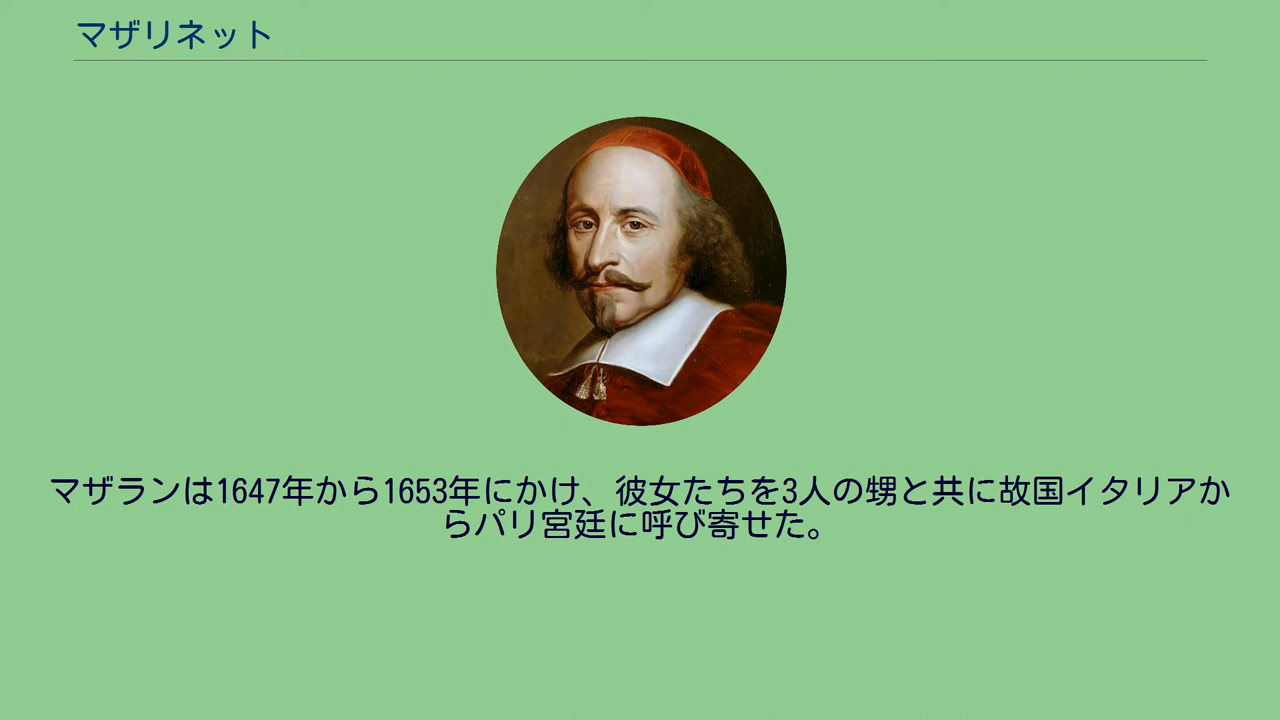 マザリネット
マザランは1647年から1653年にかけ、彼女たちを3人の甥と共に故国イタリアか
らパリ宮廷に呼び寄せた。